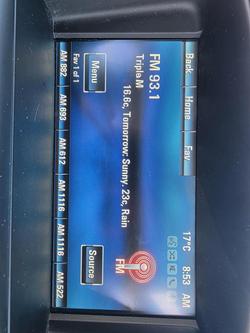 Back Home Fav 17°C 8:53 AM
FM 93.1
Triple M
16.6c, Tomorrow: Sunny. 23c, Rain
FM
Menu Source
Fav 1 of 1
AM 882 AM 693 AM 612 AM 1116 AM 1116 AM 522